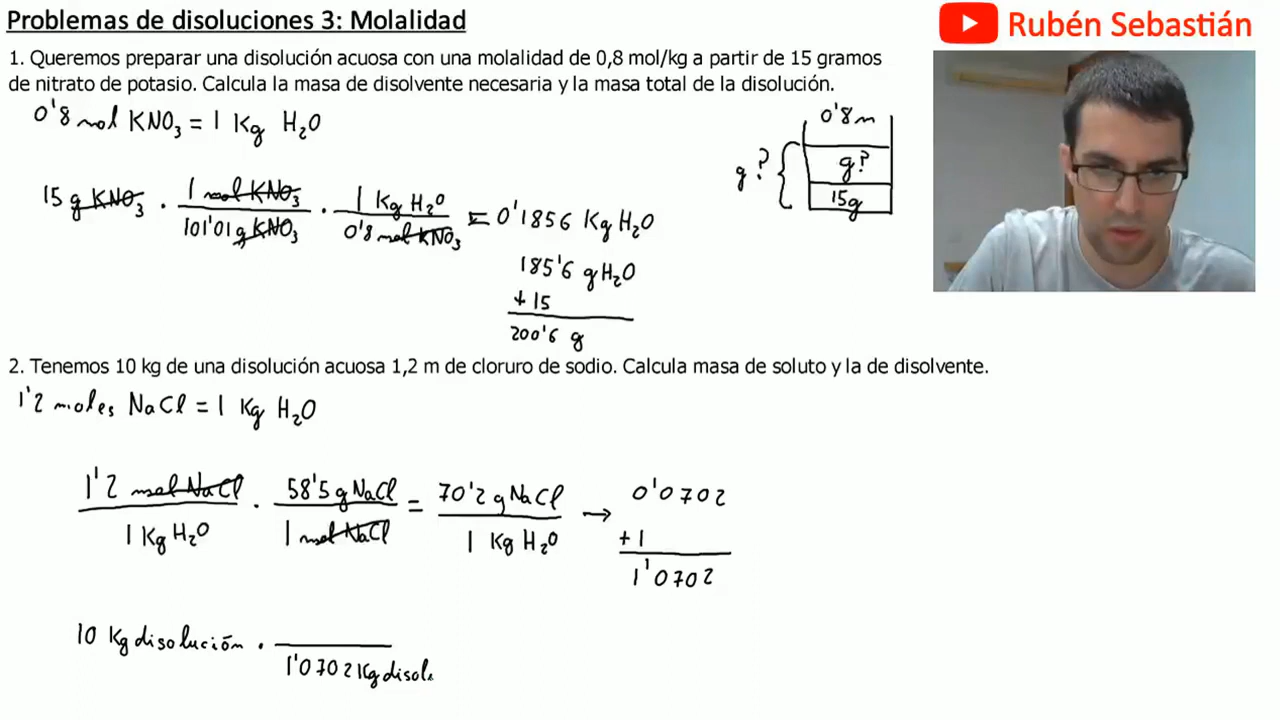 Problemas de disoluciones 3: Molalidad
Rubén Sebastián
1. Queremos preparar una disolución acuosa con una molalidad de 0,8 mol/kg a partir de 15 gramos
de nitrato de potasio. Calcula la masa de disolvente necesaria y la masa total de la disolución.
0'8 mol KNO₃ = 1 Kg H₂O
0'8 m
g?
g?
15g
15 g KNO₃ · 1 mol KNO₃ / 101'01 g KNO₃ · 1 Kg H₂O / 0'8 mol KNO₃ = 0'1856 Kg H₂O
185'6 g H₂O
+ 15
200'6 g
2. Tenemos 10 kg de una disolución acuosa 1,2 m de cloruro de sodio. Calcula masa de soluto y la de disolvente.
1'2 moles NaCl = 1 Kg H₂O
1'2 mol NaCl / 1 Kg H₂O · 58'5 g NaCl / 1 mol NaCl = 70'2 g NaCl / 1 Kg H₂O → 0'0702
+ 1
1'0702
10 Kg disolución ·
1'0702 Kg disol